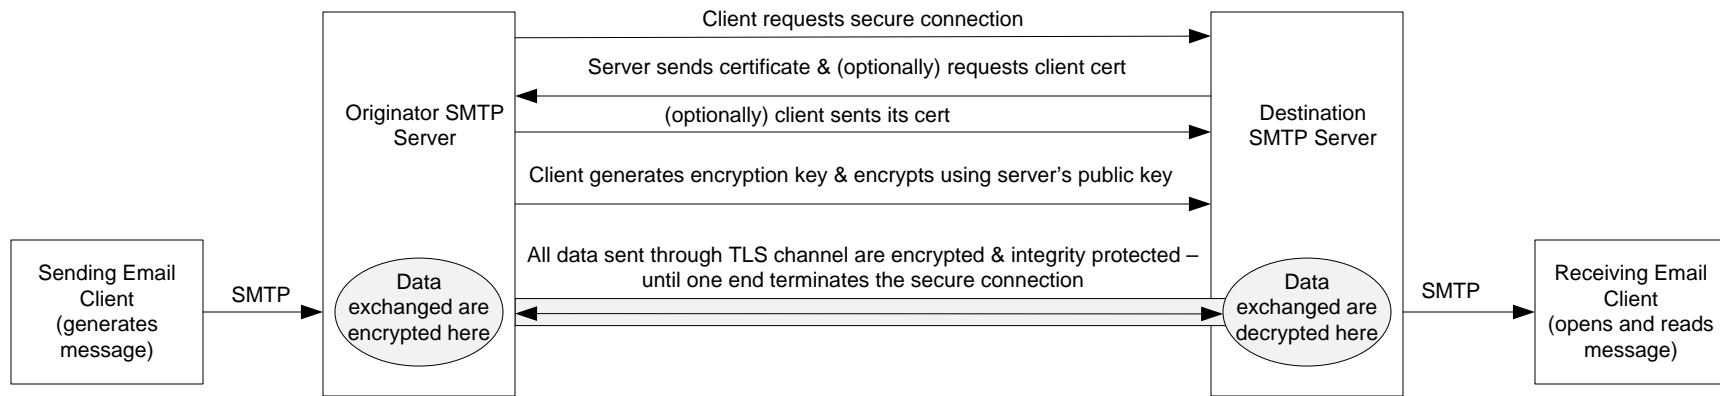 Client requests secure connection
Server sends certificate & (optionally) requests client cert
Originator SMTP
Server
(optionally) client sents its cert
Destination
SMTP Server
Client generates encryption key & encrypts using server's public key
All data sent through TLS channel are encrypted & integrity protected –
until one end terminates the secure connection
Sending Email
Client
(generates
message)
SMTP
Data
exchanged are
encrypted here
Data
exchanged are
decrypted here
SMTP
Receiving Email
Client
(opens and reads
message)